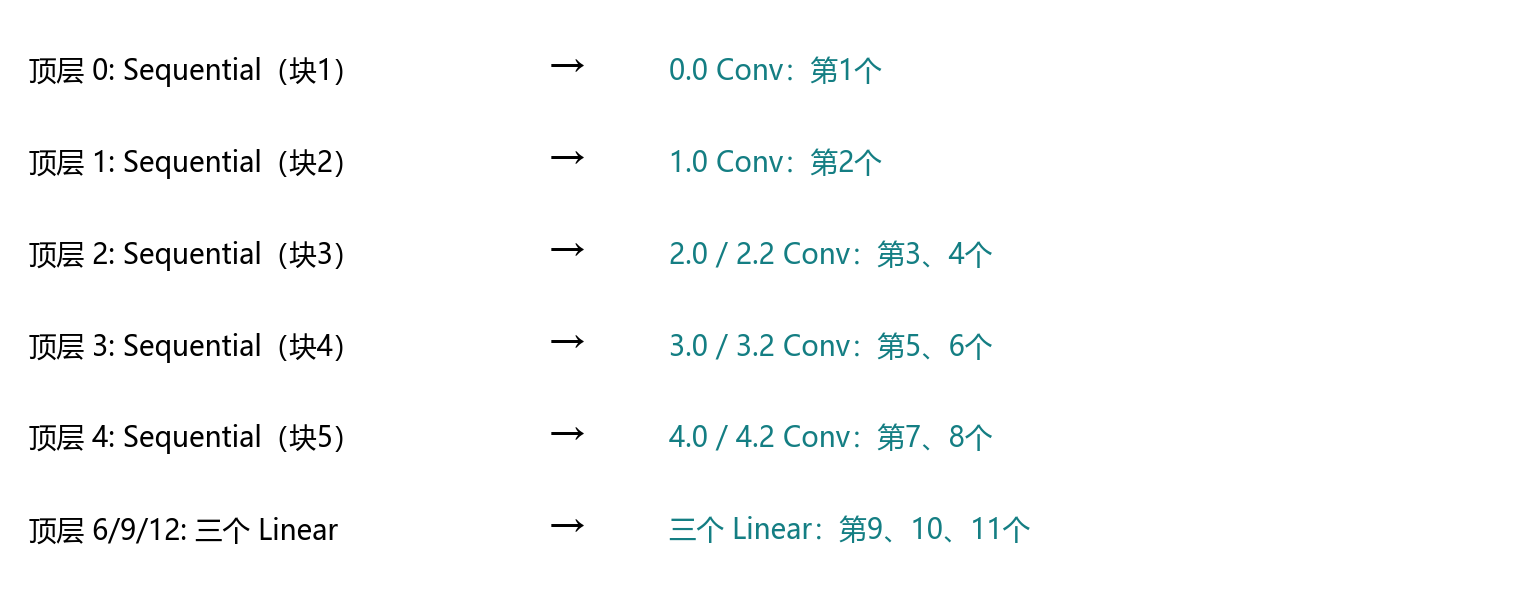 顶层 0: Sequential（块1） → 0.0 Conv：第1个
顶层 1: Sequential（块2） → 1.0 Conv：第2个
顶层 2: Sequential（块3） → 2.0 / 2.2 Conv：第3、4个
顶层 3: Sequential（块4） → 3.0 / 3.2 Conv：第5、6个
顶层 4: Sequential（块5） → 4.0 / 4.2 Conv：第7、8个
顶层 6/9/12: 三个 Linear → 三个 Linear：第9、10、11个